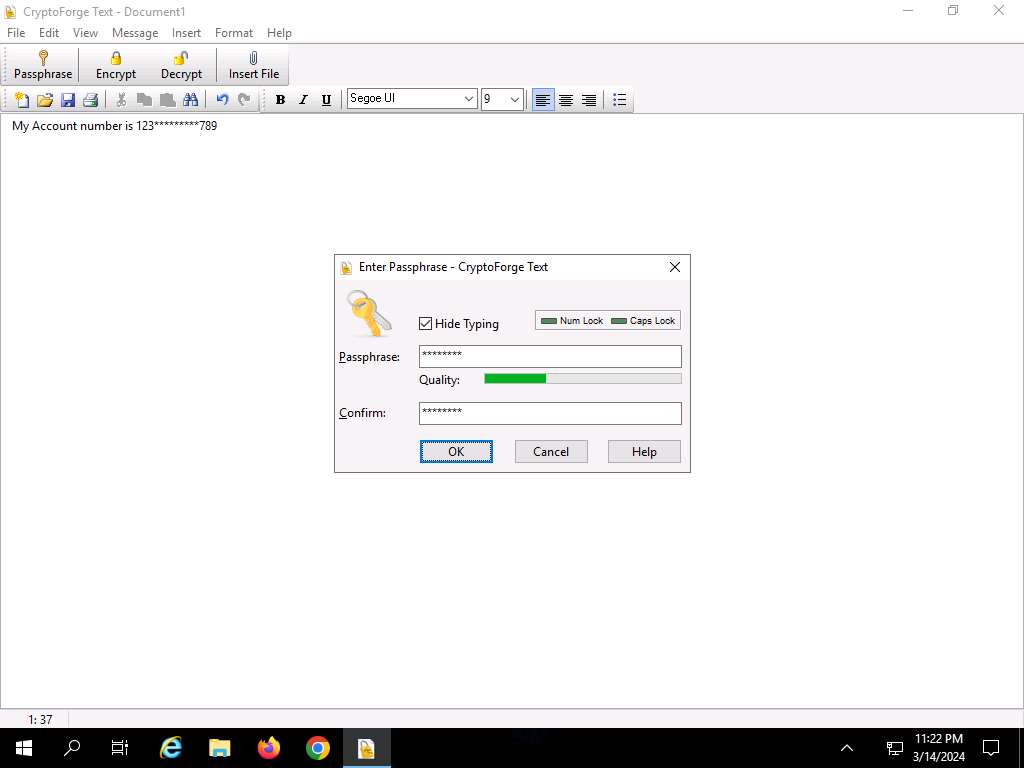 CryptoForge Text - Document1
File Edit View Message Insert Format Help
Passphrase Encrypt Decrypt Insert File
B I U Segoe UI 9
My Account number is 123*********789
Enter Passphrase - CryptoForge Text
Hide Typing Num Lock Caps Lock
Passphrase: ********
Quality:
Confirm: ********
OK Cancel Help
1: 37
11:22 PM
3/14/2024